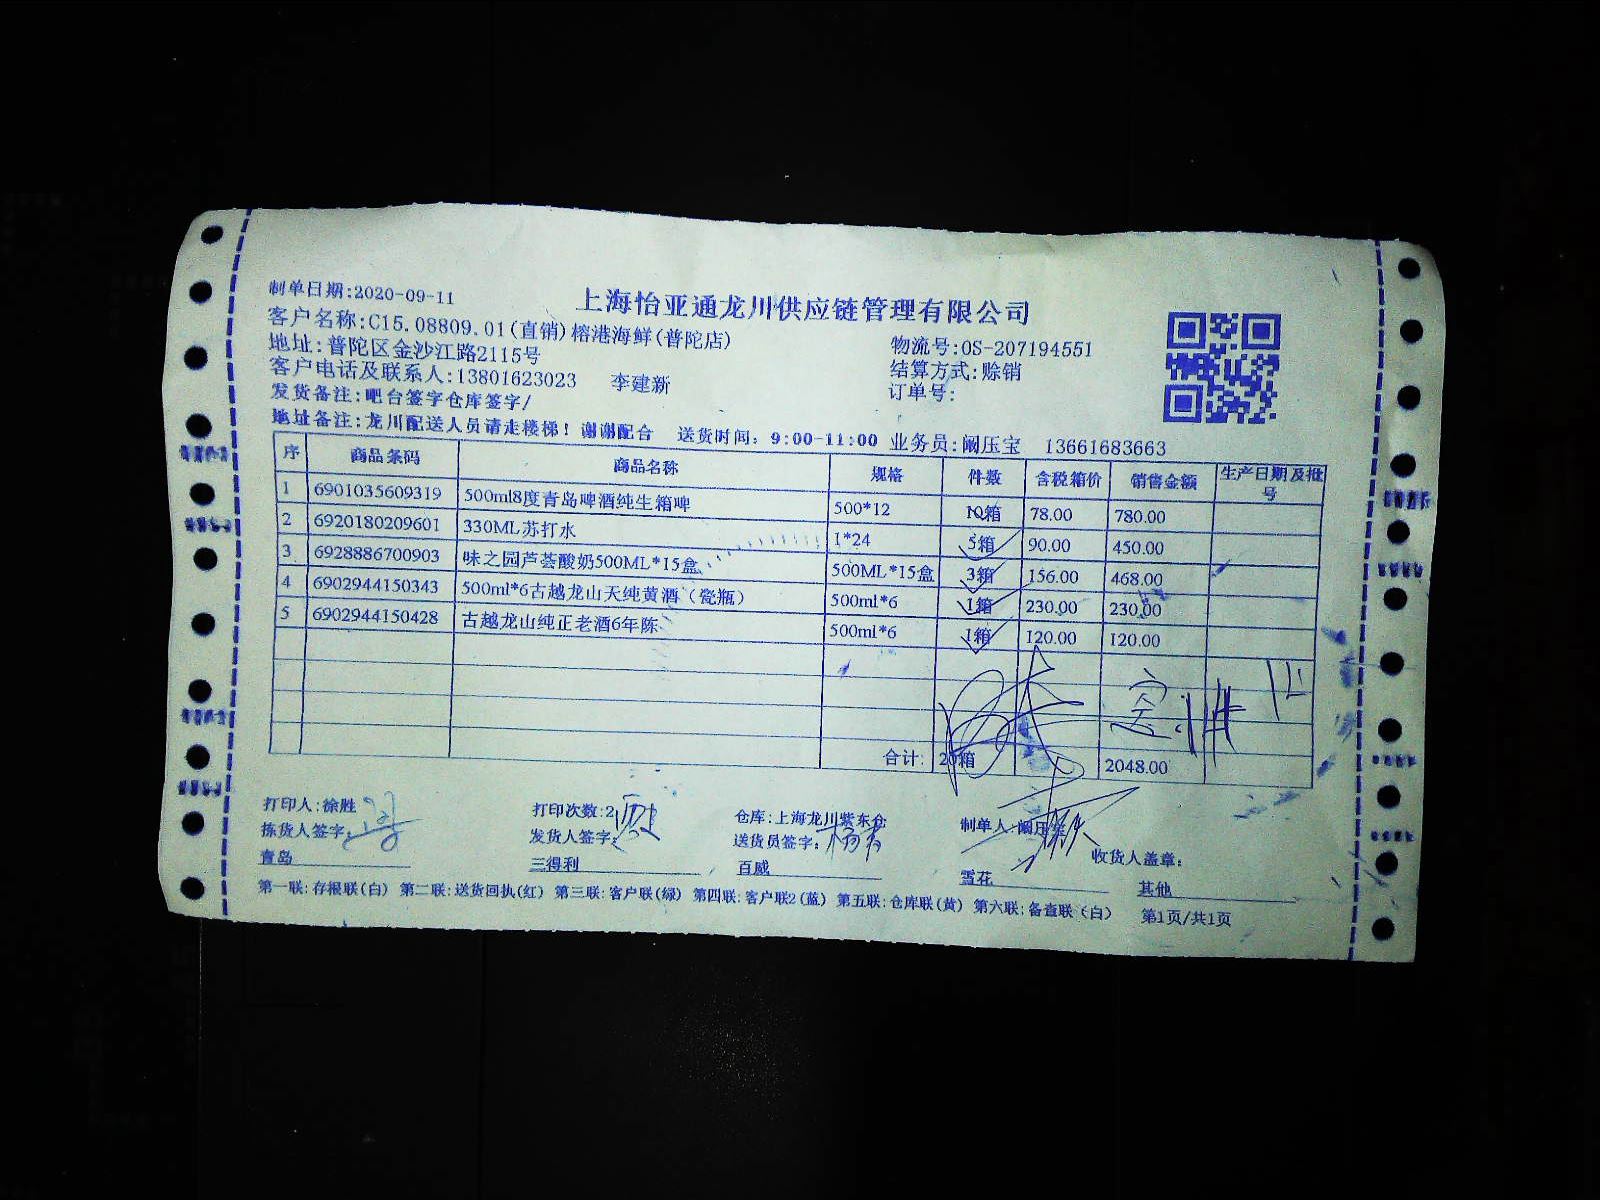 制单日期:2020-09-11
上海怡亚通龙川供应链管理有限公司
客户名称:C15.08809.01(直销)榕港海鲜(普陀店)
地址:普陀区金沙江路2115号
物流号:OS-207194551
客户电话及联系人:13801623023 李建新
结算方式:赊销
发货备注:吧台签字仓库签字/
订单号:
地址备注:龙川配送人员请走楼梯!谢谢配合 送货时间:9:00-11:00 业务员:阚压宝 13661683663
序 商品条码 商品名称 规格 件数 含税箱价 销售金额 生产日期及批号
1 6901035609319 500ml8度青岛啤酒纯生箱啤 500*12 10箱 78.00 780.00
2 6920180209601 330ML苏打水 1*24 5箱 90.00 450.00
3 6928886700903 味之园芦荟酸奶500ML*15盒 500ML*15盒 3箱 156.00 468.00
4 6902944150343 500ml*6古越龙山天纯黄酒(瓷瓶) 500ml*6 1箱 230.00 230.00
5 6902944150428 古越龙山纯正老酒6年陈 500ml*6 1箱 120.00 120.00
合计: 20箱 2048.00
打印人:徐胜 打印次数:2 仓库:上海龙川紫东仓 制单人:阚压宝
拣货人签字: 发货人签字: 送货员签字: 收货人盖章:
青岛 三得利 百威 雪花 其他
第一联:存根联(白) 第二联:送货回执(红) 第三联:客户联(绿) 第四联:客户联2(蓝) 第五联:仓库联(黄) 第六联:备查联(白) 第1页/共1页